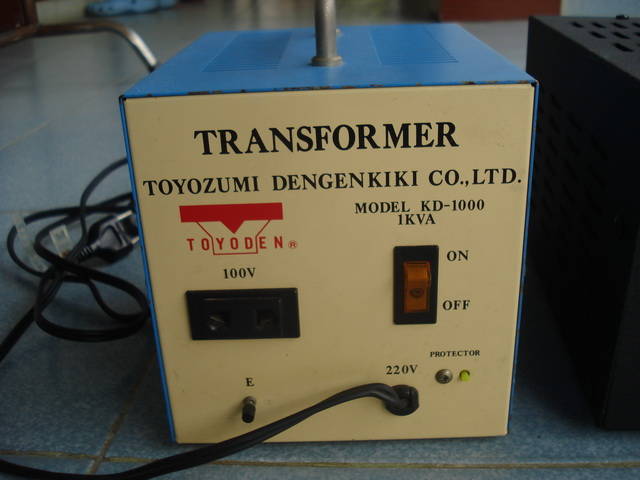 TRANSFORMER
TOYOZUMI DENGENKIKI CO.,LTD.
MODEL KD-1000
1KVA
TOYODEN®
100V
ON
OFF
PROTECTOR
220V
E